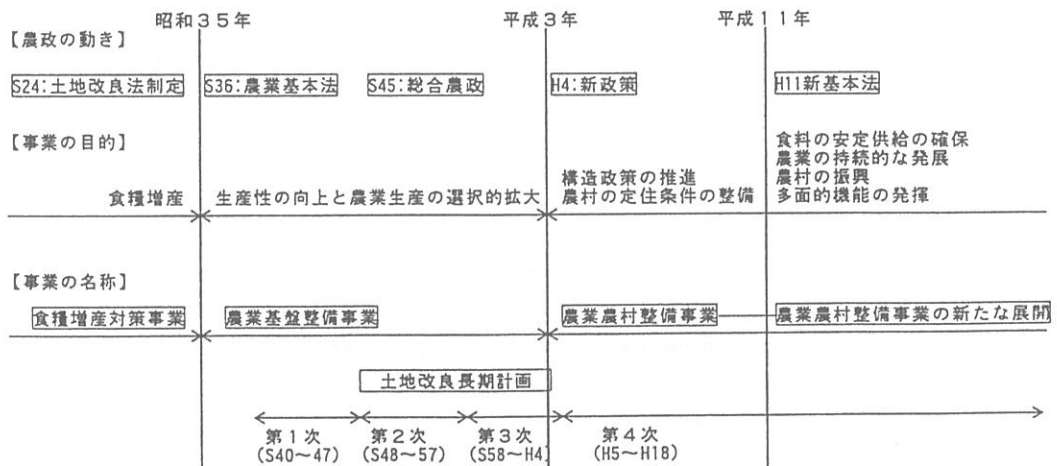 昭和35年 平成3年 平成11年
【農政の動き】
S24:土地改良法制定 S36:農業基本法 S45:総合農政 H4:新政策 H11新基本法
【事業の目的】
食料の安定供給の確保
農業の持続的な発展
構造政策の推進 農村の振興
食糧増産 生産性の向上と農業生産の選択的拡大 農村の定住条件の整備 多面的機能の発揮
【事業の名称】
食糧増産対策事業 農業基盤整備事業 農業農村整備事業 農業農村整備事業の新たな展開
土地改良長期計画
第1次 第2次 第3次 第4次
(S40~47) (S48~57) (S58~H4) (H5~H18)